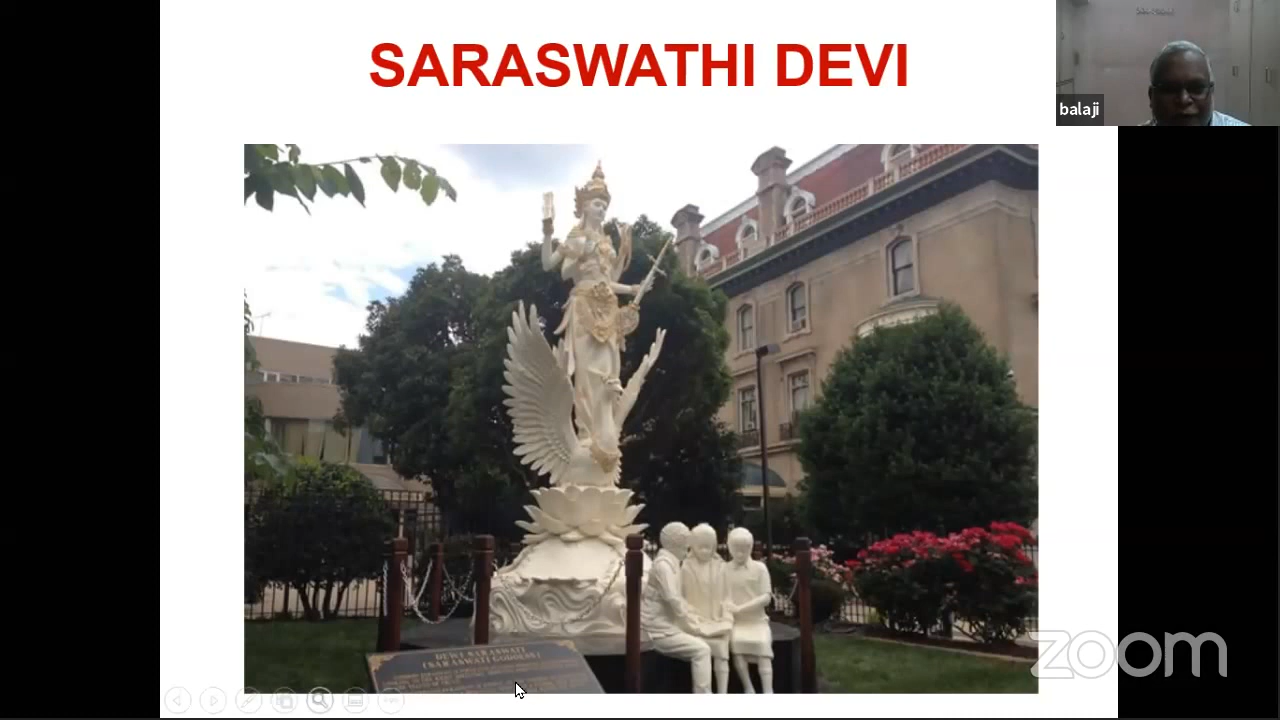 SARASWATHI DEVI
balaji
DEWI SARASWATI
(SARASWATI GODDESS)
zoom